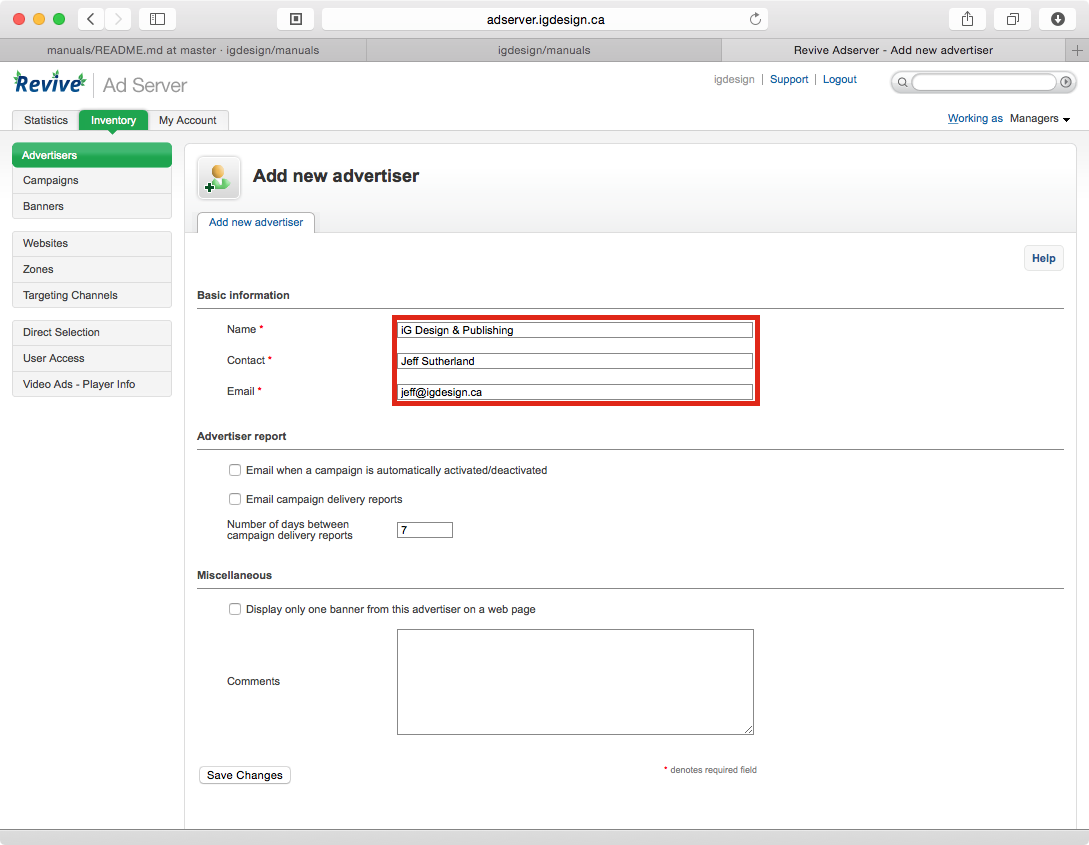 adserver.igdesign.ca
manuals/README.md at master · igdesign/manuals
igdesign/manuals
Revive Adserver - Add new advertiser
Revive Ad Server
igdesign Support Logout
Statistics Inventory My Account
Working as Managers
Advertisers
Campaigns
Banners
Websites
Zones
Targeting Channels
Direct Selection
User Access
Video Ads - Player Info
Add new advertiser
Add new advertiser
Help
Basic information
Name * iG Design & Publishing
Contact * Jeff Sutherland
Email * jeff@igdesign.ca
Advertiser report
Email when a campaign is automatically activated/deactivated
Email campaign delivery reports
Number of days between
campaign delivery reports
7
Miscellaneous
Display only one banner from this advertiser on a web page
Comments
Save Changes
* denotes required field